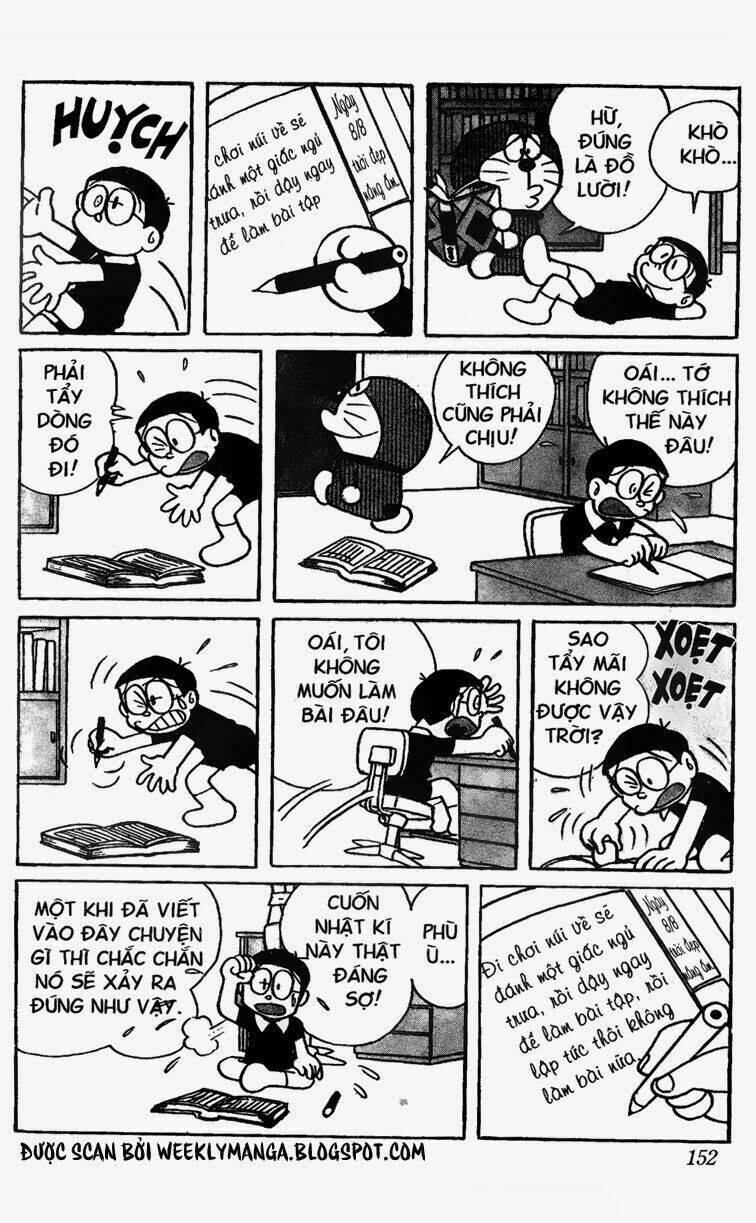 HUỴCH
chơi núi về sẽ
đánh một giấc ngủ
trưa, rồi dậy ngay
để làm bài tập
Ngày
8/8
trời đẹp
nắng ấm.
HỪ,
ĐÚNG
LÀ ĐỒ
LƯỜI!
KHÒ
KHÒ...
PHẢI
TẨY
DÒNG
ĐÓ
ĐI!
KHÔNG
THÍCH
CŨNG PHẢI
CHỊU!
OÁI... TỚ
KHÔNG THÍCH
THẾ NÀY
ĐÂU!
OÁI, TÔI
KHÔNG
MUỐN LÀM
BÀI ĐÂU!
SAO
TẨY MÃI
KHÔNG
ĐƯỢC VẬY
TRỜI?
XOẸT
XOẸT
MỘT KHI ĐÃ VIẾT
VÀO ĐÂY CHUYỆN
GÌ THÌ CHẮC CHẮN
NÓ SẼ XẢY RA
ĐÚNG NHƯ VẬY.
CUỐN
NHẬT KÍ
NÀY THẬT
ĐÁNG
SỢ!
PHÙ
Ù...
Đi chơi núi về sẽ
đánh một giấc ngủ
trưa, rồi dậy ngay
để làm bài tập, rồi
lập tức thôi không
làm bài nữa.
Ngày
8/8
trời đẹp
nắng ấm.
ĐƯỢC SCAN BỞI WEEKLYMANGA.BLOGSPOT.COM
152